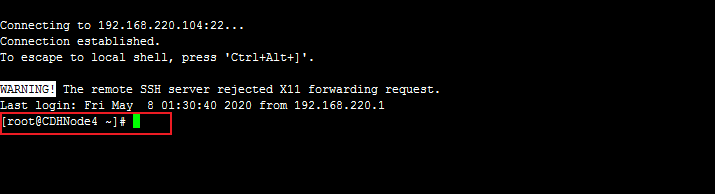 Connecting to 192.168.220.104:22...
Connection established.
To escape to local shell, press 'Ctrl+Alt+]'.
WARNING! The remote SSH server rejected X11 forwarding request.
Last login: Fri May  8 01:30:40 2020 from 192.168.220.1
[root@CDHNode4 ~]#